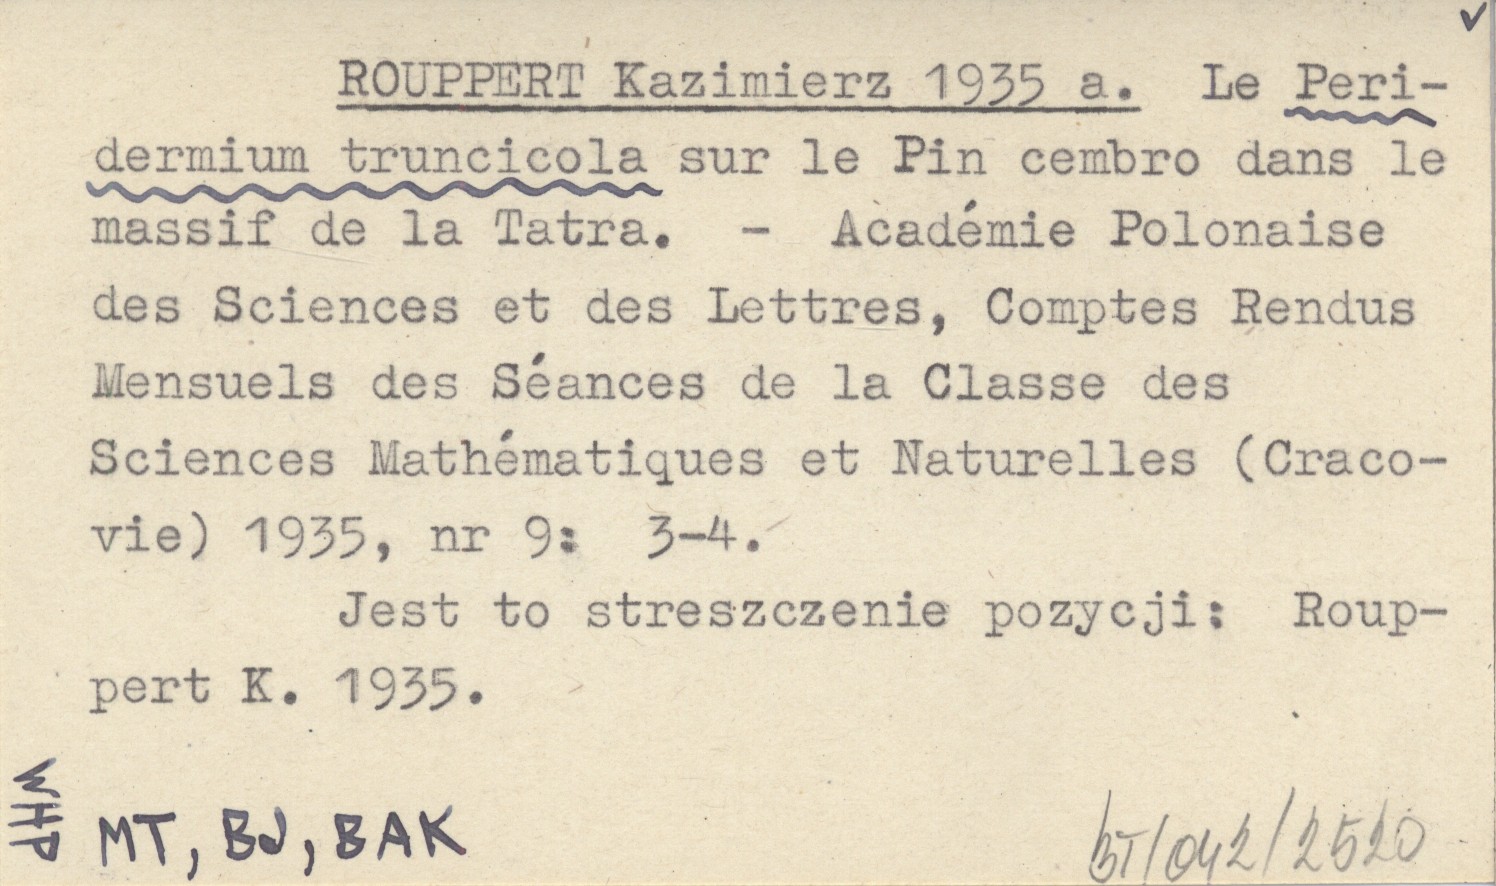 ROUPPERT Kazimierz 1935 a. Le Peri-
dermium truncicola sur le Pin cembro dans le
massif de la Tatra. - Académie Polonaise
des Sciences et des Lettres, Comptes Rendus
Mensuels des Séances de la Classe des
Sciences Mathématiques et Naturelles (Craco-
vie) 1935, nr 9: 3-4.
Jest to streszczenie pozycji: Roup-
pert K. 1935.
WHP
MT, BJ, BAK
BT/042/2520